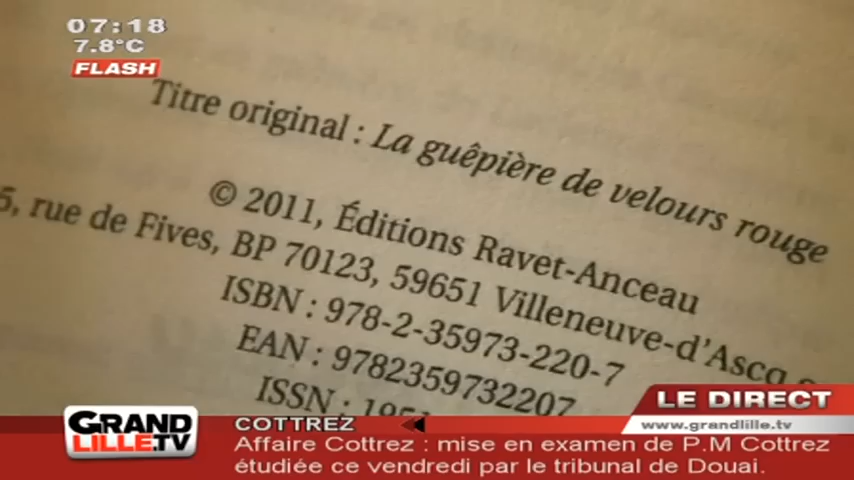 07:18
7.8°C
FLASH
Titre original : La guêpière de velours rouge
© 2011, Éditions Ravet-Anceau
5, rue de Fives, BP 70123, 59651 Villeneuve-d'Ascq
ISBN : 978-2-35973-220-7
EAN : 9782359732207
ISSN :
LE DIRECT
www.grandlille.tv
GRAND
LILLE.TV
COTTREZ
Affaire Cottrez : mise en examen de P.M Cottrez
étudiée ce vendredi par le tribunal de Douai.